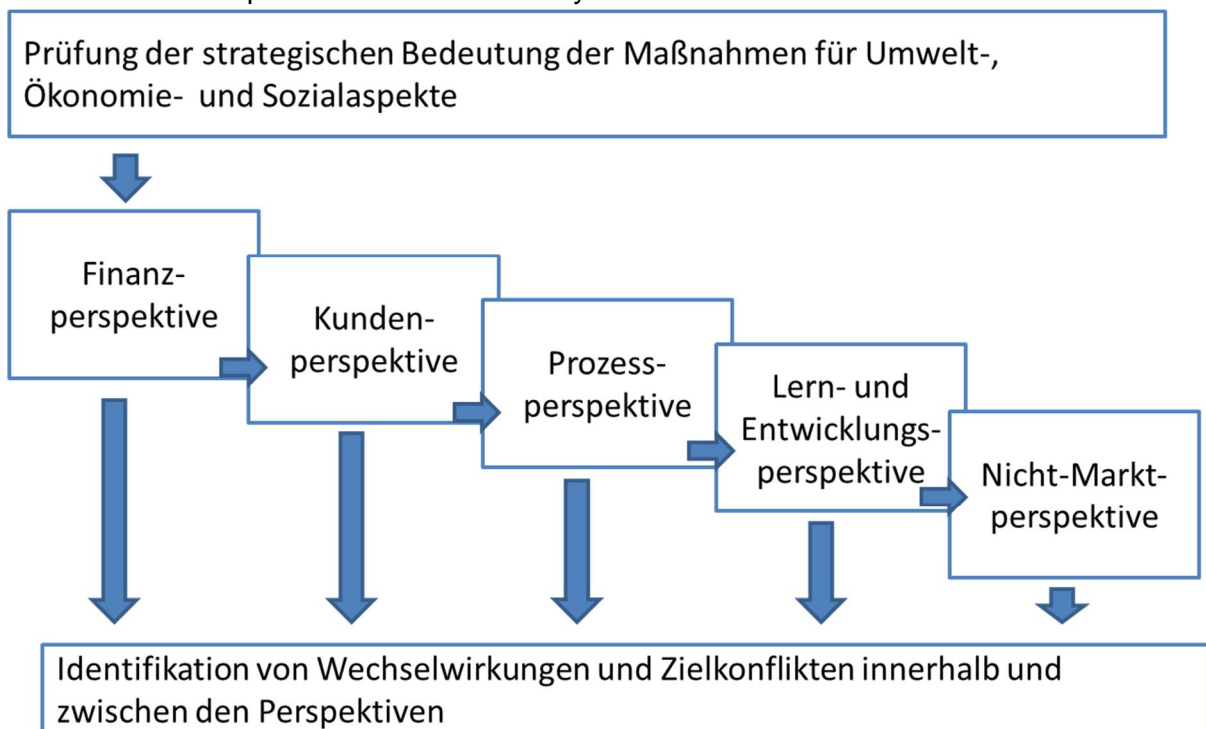 Prüfung der strategischen Bedeutung der Maßnahmen für Umwelt-,
Ökonomie- und Sozialaspekte
Finanz-
perspektive
Kunden-
perspektive
Prozess-
perspektive
Lern- und
Entwicklungs-
perspektive
Nicht-Markt-
perspektive
Identifikation von Wechselwirkungen und Zielkonflikten innerhalb und
zwischen den Perspektiven